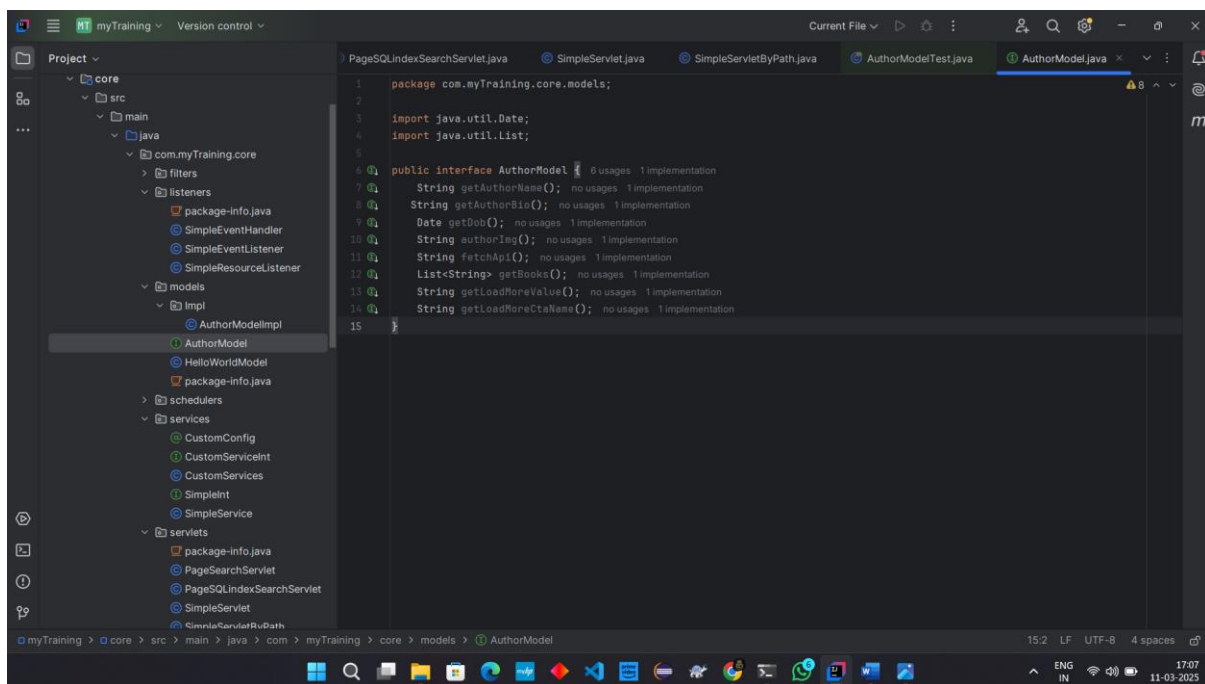 MT myTraining Version control
Current File
Project
PageSQLindexSearchServlet.java SimpleServlet.java SimpleServletByPath.java AuthorModelTest.java AuthorModel.java
core
src
main
java
com.myTraining.core
filters
listeners
package-info.java
SimpleEventHandler
SimpleEventListener
SimpleResourceListener
models
Impl
AuthorModelImpl
AuthorModel
HelloWorldModel
package-info.java
schedulers
services
CustomConfig
CustomServiceInt
CustomServices
SimpleInt
SimpleService
servlets
package-info.java
PageSearchServlet
PageSQLindexSearchServlet
SimpleServlet
SimpleServletByPath
1 package com.myTraining.core.models;
8
2
3 import java.util.Date;
4 import java.util.List;
5
6 public interface AuthorModel { 6 usages 1 implementation
7 String getAuthorName(); no usages 1 implementation
8 String getAuthorBio(); no usages 1 implementation
9 Date getDob(); no usages 1 implementation
10 String authorImg(); no usages 1 implementation
11 String fetchApi(); no usages 1 implementation
12 List<String> getBooks(); no usages 1 implementation
13 String getLoadMoreValue(); no usages 1 implementation
14 String getLoadMoreCtaName(); no usages 1 implementation
15 }
m
myTraining > core > src > main > java > com > myTraining > core > models > AuthorModel
15:2 LF UTF-8 4 spaces
ENG
IN
17:07
11-03-2025